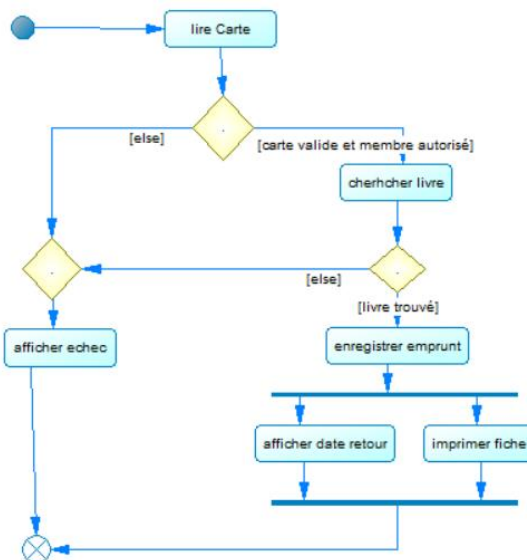 lire Carte
[else]
[carte valide et membre autorisé]
cherhcher livre
[else]
[livre trouvé]
afficher echec
enregistrer emprunt
afficher date retour
imprimer fiche